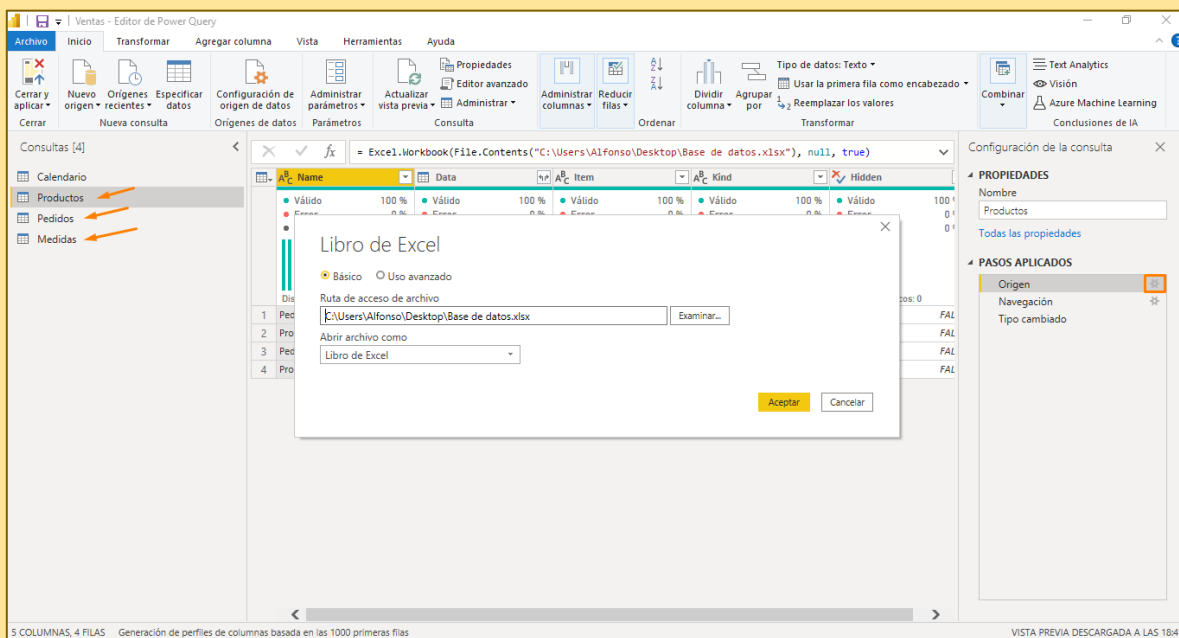 Ventas - Editor de Power Query
Archivo Inicio Transformar Agregar columna Vista Herramientas Ayuda
Cerrar y aplicar
Nuevo origen
Orígenes recientes
Especificar datos
Configuración de origen de datos
Administrar parámetros
Actualizar vista previa
Propiedades
Editor avanzado
Administrar
Administrar columnas
Reducir filas
Dividir columna
Agrupar por
Tipo de datos: Texto
Usar la primera fila como encabezado
Reemplazar los valores
Combinar
Text Analytics
Visión
Azure Machine Learning
Cerrar Nueva consulta Orígenes de datos Parámetros Consulta Ordenar Transformar Conclusiones de IA
Consultas [4]
Calendario
Productos
Pedidos
Medidas
= Excel.Workbook(File.Contents("C:\Users\Alfonso\Desktop\Base de datos.xlsx"), null, true)
Name Data Item Kind Hidden
Válido 100 % Válido 100 % Válido 100 % Válido 100 % Válido 100
Libro de Excel
Básico Uso avanzado
Ruta de acceso de archivo
C:\Users\Alfonso\Desktop\Base de datos.xlsx Examinar...
Abrir archivo como
Libro de Excel
Aceptar Cancelar
1 Ped FAL
2 Pro FAL
3 Ped FAL
4 Pro FAL
Configuración de la consulta
PROPIEDADES
Nombre
Productos
Todas las propiedades
PASOS APLICADOS
Origen
Navegación
Tipo cambiado
5 COLUMNAS, 4 FILAS Generación de perfiles de columnas basada en las 1000 primeras filas
VISTA PREVIA DESCARGADA A LAS 18:4